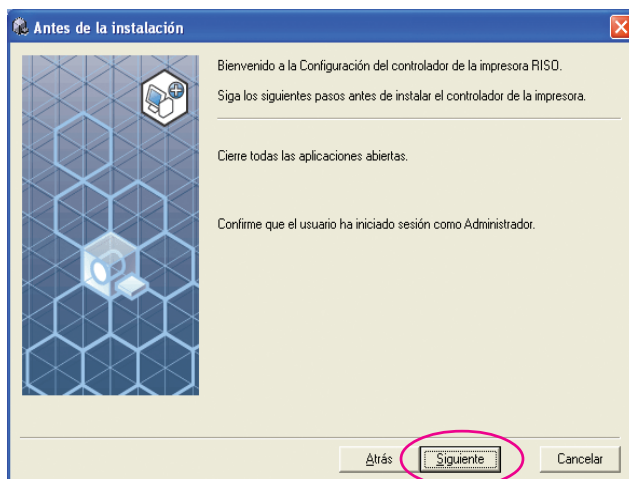 Antes de la instalación
Bienvenido a la Configuración del controlador de la impresora RISO.
Siga los siguientes pasos antes de instalar el controlador de la impresora.
Cierre todas las aplicaciones abiertas.
Confirme que el usuario ha iniciado sesión como Administrador.
Atrás Siguiente Cancelar